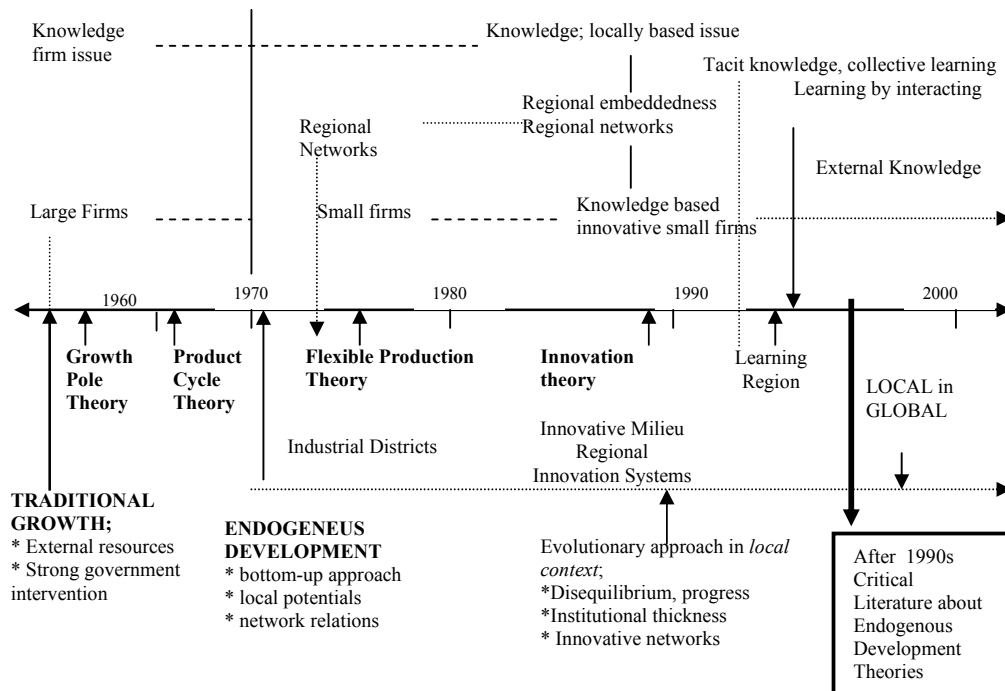 Knowledge
firm issue
Knowledge; locally based issue
Tacit knowledge, collective learning
Learning by interacting
Regional embeddedness
Regional networks
Regional
Networks
External Knowledge
Large Firms
Small firms
Knowledge based
innovative small firms
1960
1970
1980
1990
2000
Growth
Pole
Theory
Product
Cycle
Theory
Flexible Production
Theory
Innovation
theory
Learning
Region
LOCAL in
GLOBAL
Industrial Districts
Innovative Milieu
Regional
Innovation Systems
TRADITIONAL
GROWTH;
* External resources
* Strong government
intervention
ENDOGENEUS
DEVELOPMENT
* bottom-up approach
* local potentials
* network relations
Evolutionary approach in local
context;
*Disequilibrium, progress
*Institutional thickness
* Innovative networks
After 1990s
Critical
Literature about
Endogenous
Development
Theories